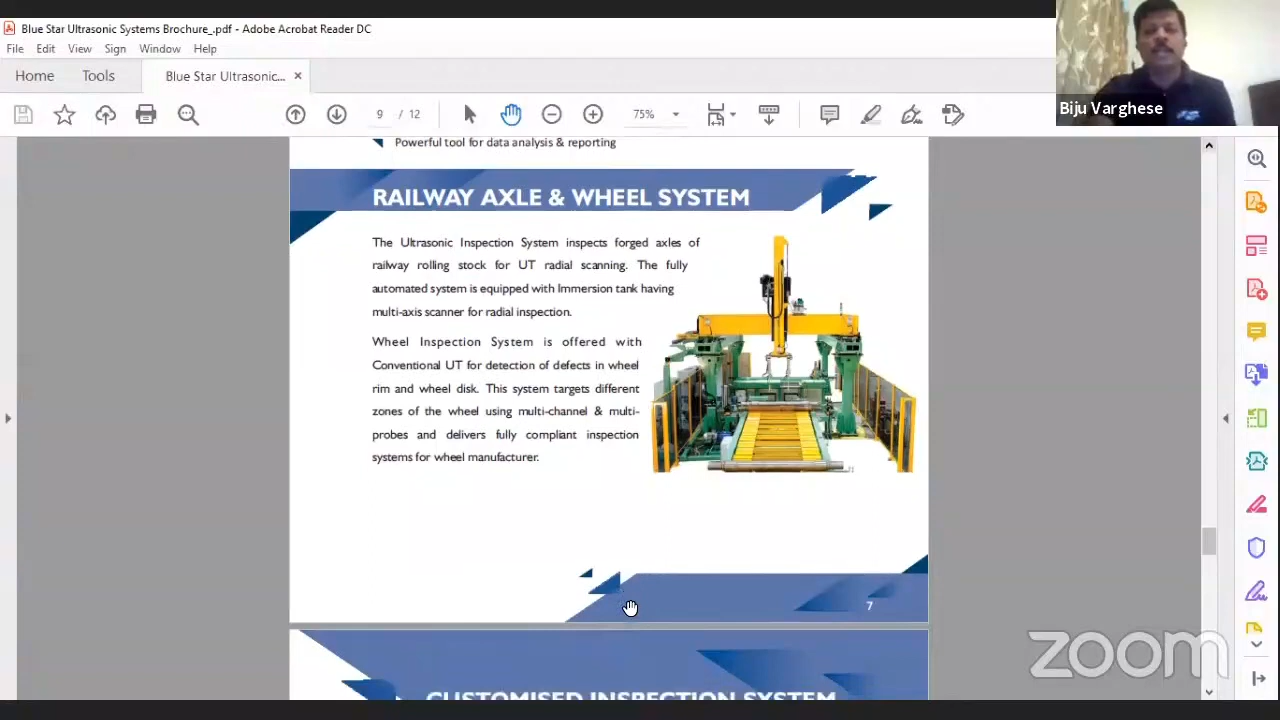 Blue Star Ultrasonic Systems Brochure_.pdf - Adobe Acrobat Reader DC
File Edit View Sign Window Help
Home Tools Blue Star Ultrasonic... ×
9 / 12 75%
Biju Varghese
Powerful tool for data analysis & reporting
RAILWAY AXLE & WHEEL SYSTEM
The Ultrasonic Inspection System inspects forged axles of
railway rolling stock for UT radial scanning. The fully
automated system is equipped with Immersion tank having
multi-axis scanner for radial inspection.
Wheel Inspection System is offered with
Conventional UT for detection of defects in wheel
rim and wheel disk. This system targets different
zones of the wheel using multi-channel & multi-
probes and delivers fully compliant inspection
systems for wheel manufacturer.
7
CUSTOMISED INSPECTION SYSTEM
zoom